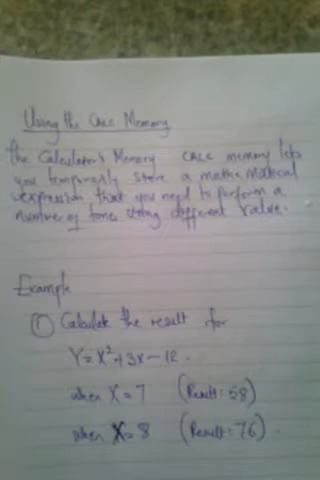 Using the CALC Memory
The Calculator's Memory CALC memory lets
you temporarily store a mathematical
expression that you need to perform a
number of times using different value.
Example
① Calculate the result for
Y=X²+3x-12.
when X=7 (Result: 58)
when X=8 (Result: 76).